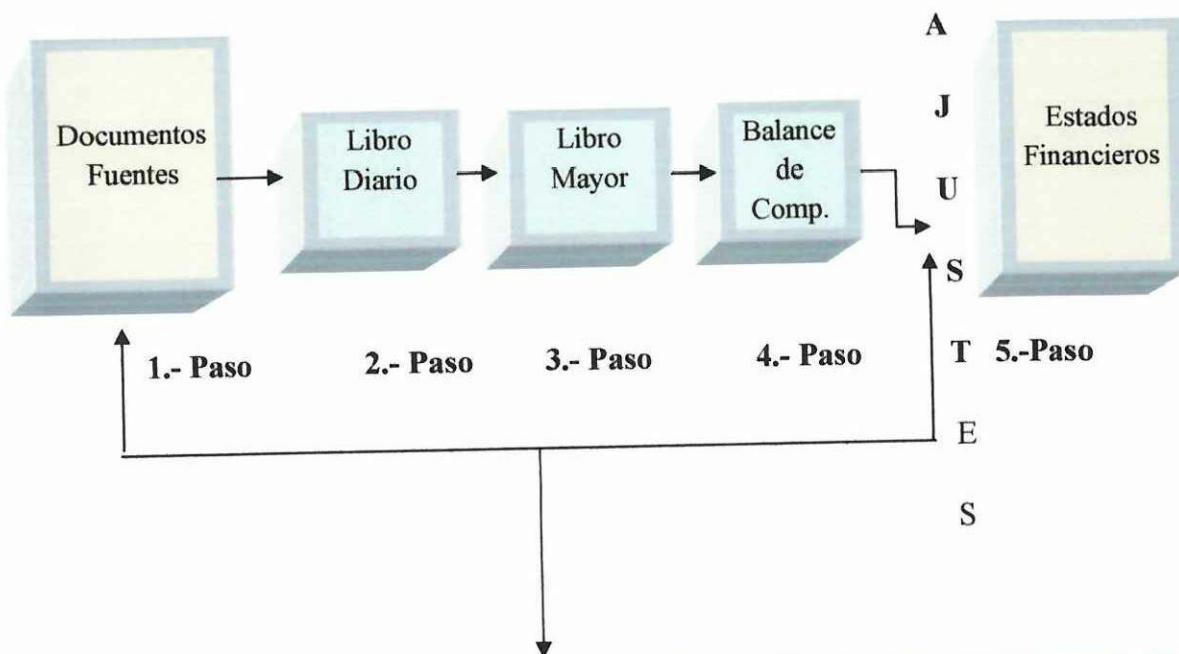 Documentos
Fuentes
Libro
Diario
Libro
Mayor
Balance
de
Comp.
A
J
U
S
T
E
S
Estados
Financieros
1.- Paso
2.- Paso
3.- Paso
4.- Paso
5.-Paso